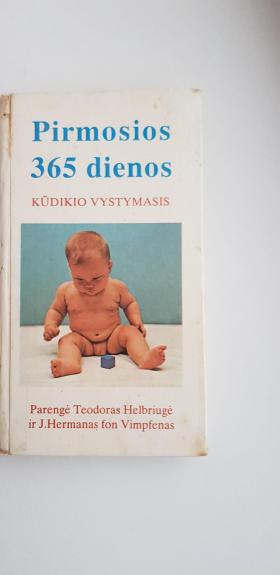 Pirmosios
365 dienos
KŪDIKIO VYSTYMASIS
Parengė Teodoras Helbriugė
ir J.Hermanas fon Vimpfenas